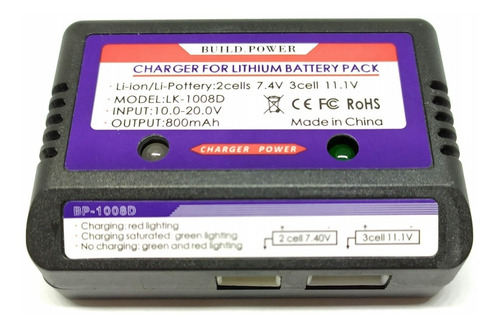 BUILD.POWER
CHARGER FOR LITHIUM BATTERY PACK
· Li-ion/Li-Pottery:2cells 7.4V 3cell 11.1V
· MODEL:LK-1008D
· INPUT:10.0-20.0V
· OUTPUT:800mAh
CE FC RoHS
Made in China
CHARGER POWER
BP-1008D
· Charging: red lighting
· Charging saturated: green lighting
· No charging: green and red lighting
- +
2 cell 7.40V
- +
3cell 11.1V